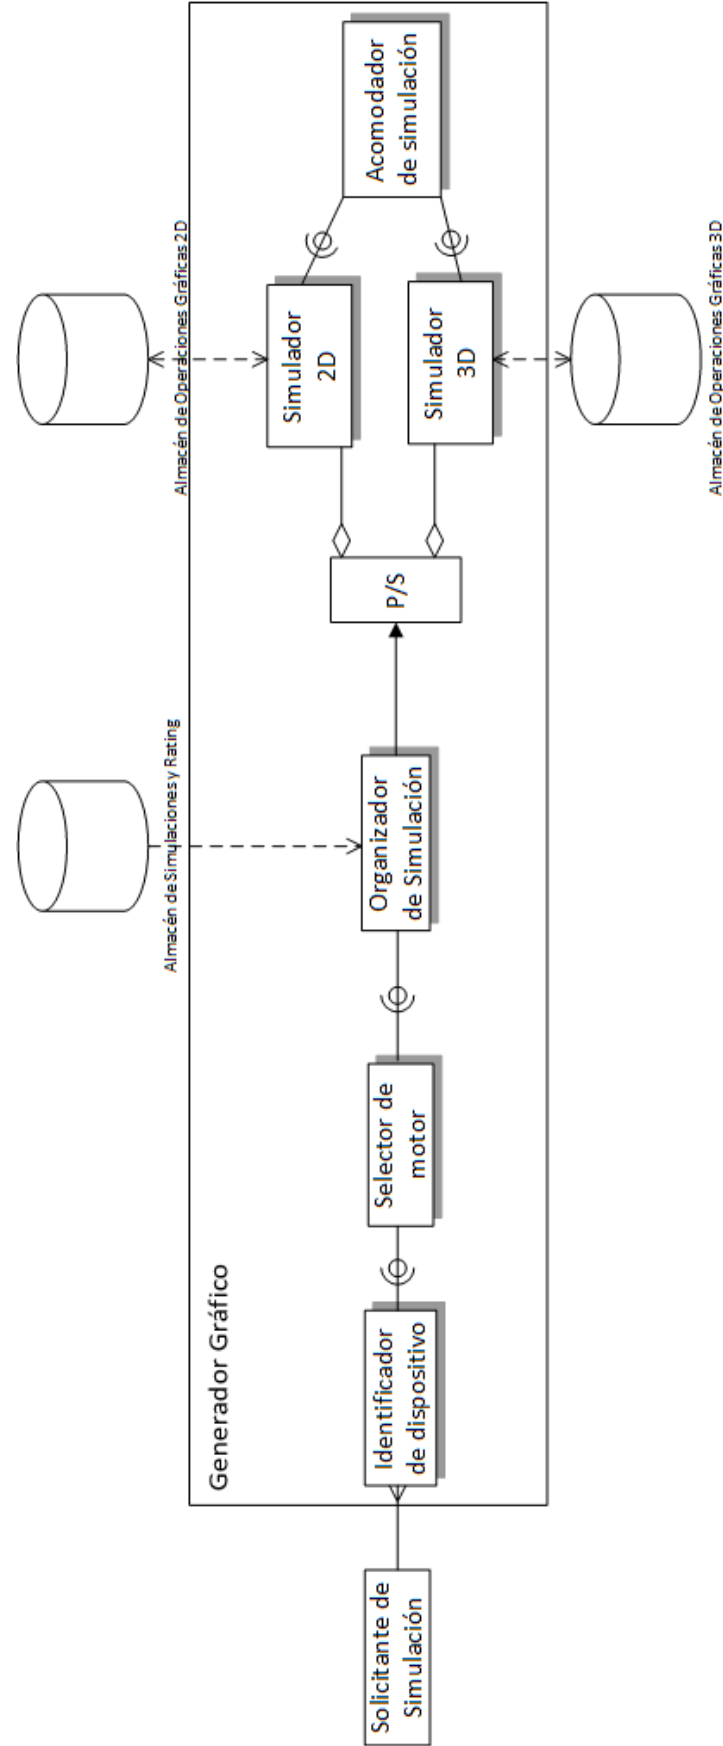 Generador Gráfico
Solicitante de
Simulación
Identificador
de dispositivo
Selector de
motor
Almacén de Simulaciones y Rating
Organizador
de Simulación
P/S
Almacén de Operaciones Gráficas 2D
Simulador
2D
Simulador
3D
Almacén de Operaciones Gráficas 3D
Acomodador
de simulación